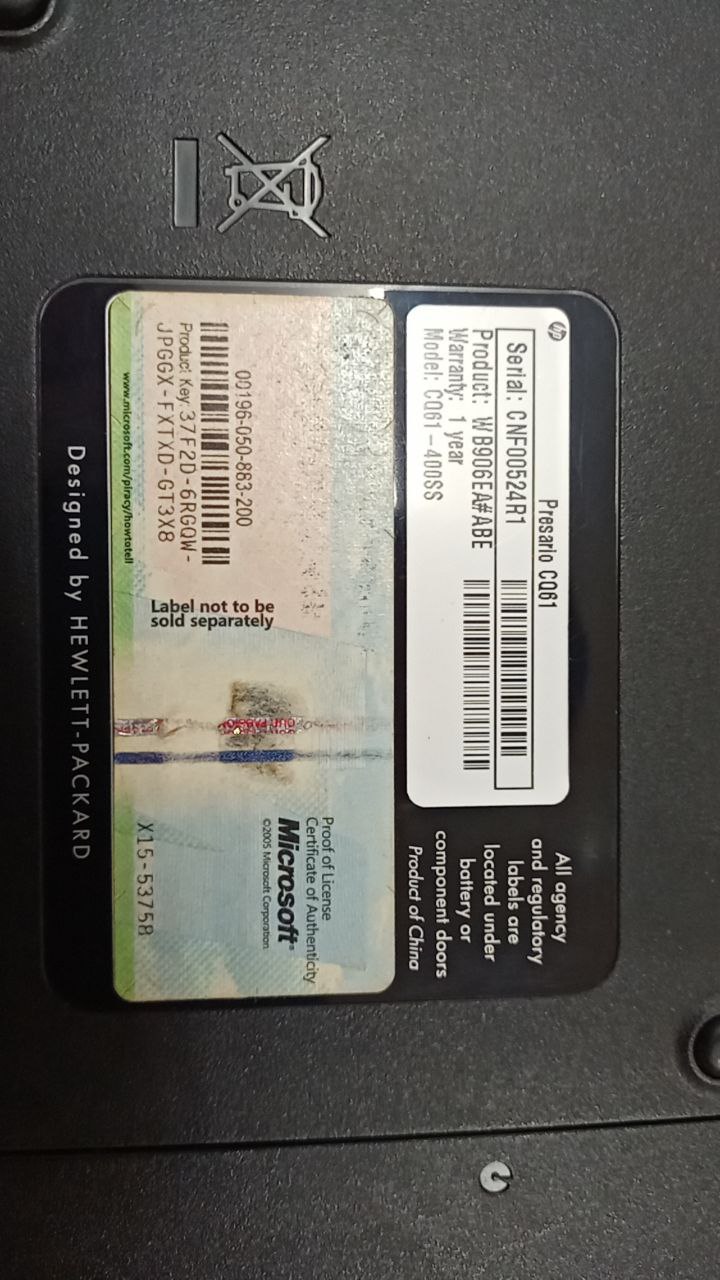 hp
Presario CQ61
Serial: CNF00524R1
Product: WB906EA#ABE
Warranty: 1 year
Model: CQ61-400SS
All agency
and regulatory
labels are
located under
battery or
component doors
Product of China
00196-050-883-200
Product Key: 37F2D-6RGQW-
JPGGX-FXTXD-GT3X8
www.microsoft.com/piracy/howtotell
Label not to be
sold separately
Proof of License
Certificate of Authenticity
Microsoft®
©2005 Microsoft Corporation.
X15-53758
Designed by HEWLETT-PACKARD